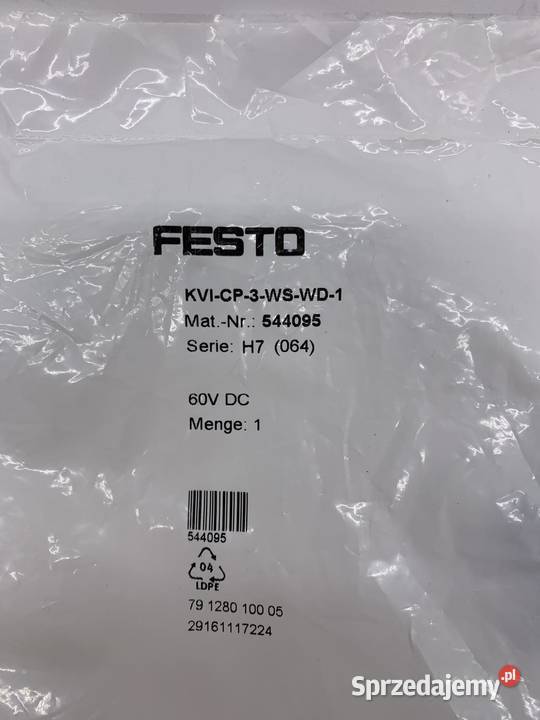 FESTO
KVI-CP-3-WS-WD-1
Mat.-Nr.: 544095
Serie: H7 (064)
60V DC
Menge: 1
544095
04
LDPE
79 1280 100 05
29161117224
Sprzedajemy.pl